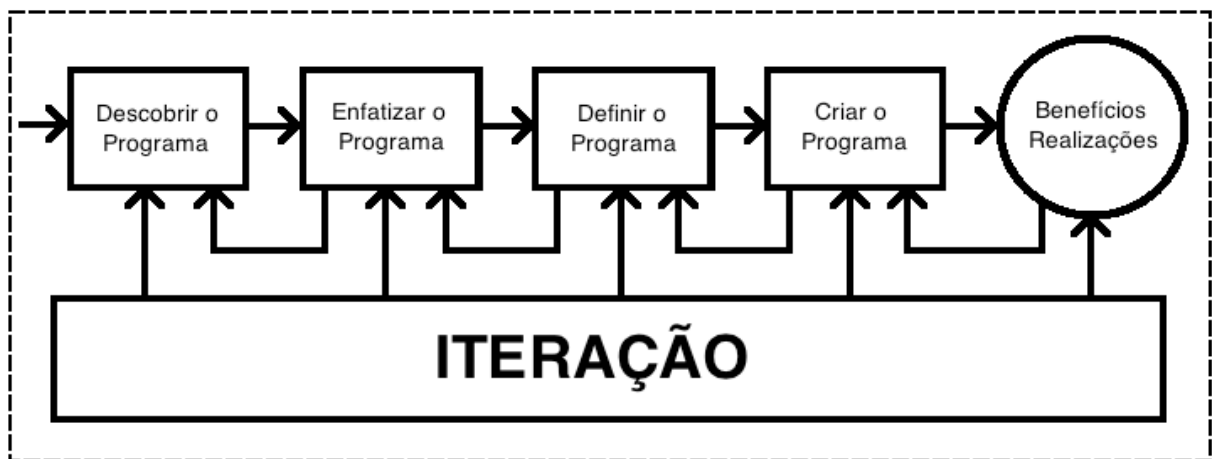 Descobrir o
Programa
Enfatizar o
Programa
Definir o
Programa
Criar o
Programa
Benefícios
Realizações
ITERAÇÃO